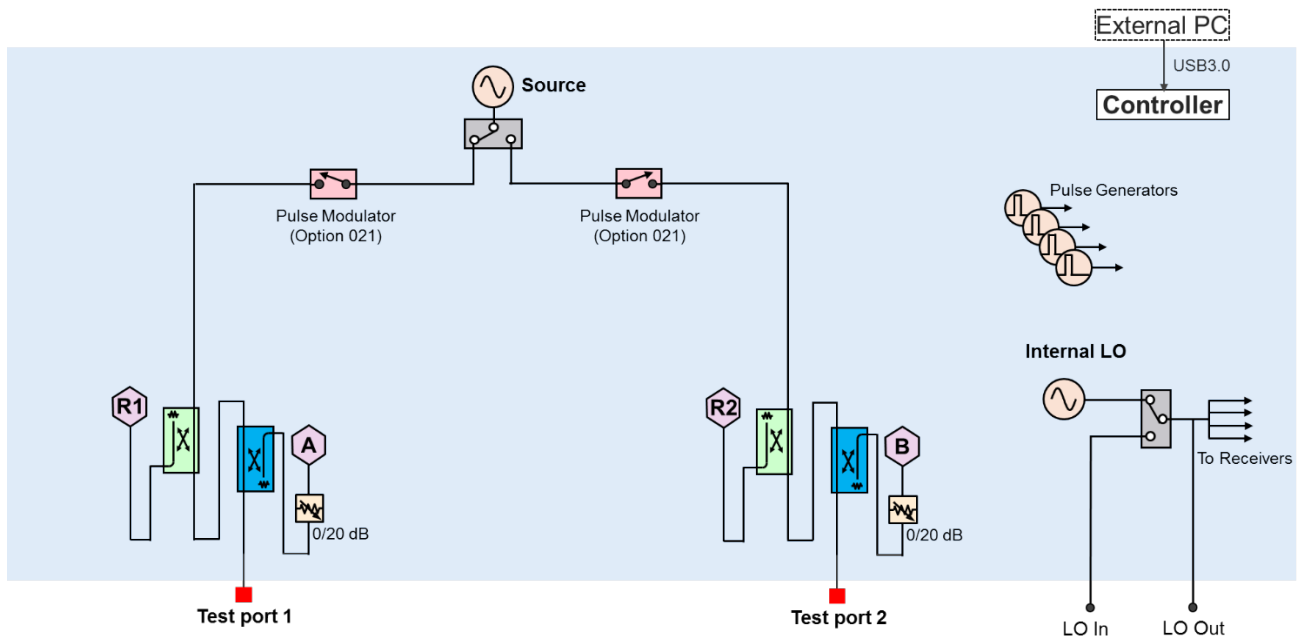 External PC
USB3.0
Controller
Source
Pulse Modulator
(Option 021)
Pulse Modulator
(Option 021)
Pulse Generators
Internal LO
R1
A
0/20 dB
R2
B
0/20 dB
To Receivers
Test port 1
Test port 2
LO In
LO Out